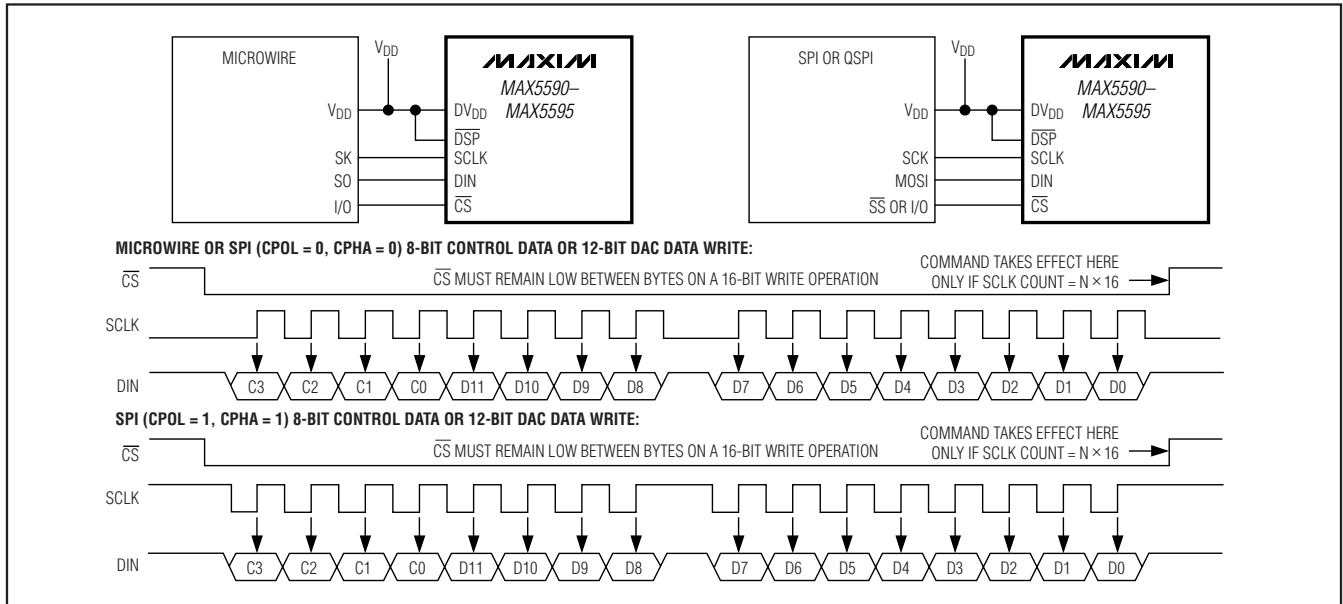 MICROWIRE
VDD
MAXIM
MAX5590–
MAX5595
VDD
DVDD
DSP
SK
SCLK
SO
DIN
I/O
CS
SPI OR QSPI
VDD
MAXIM
MAX5590–
MAX5595
VDD
DVDD
DSP
SCK
SCLK
MOSI
DIN
SS OR I/O
CS
MICROWIRE OR SPI (CPOL = 0, CPHA = 0) 8-BIT CONTROL DATA OR 12-BIT DAC DATA WRITE:
CS
CS MUST REMAIN LOW BETWEEN BYTES ON A 16-BIT WRITE OPERATION
COMMAND TAKES EFFECT HERE
ONLY IF SCLK COUNT = N × 16
SCLK
DIN C3 C2 C1 C0 D11 D10 D9 D8 D7 D6 D5 D4 D3 D2 D1 D0
SPI (CPOL = 1, CPHA = 1) 8-BIT CONTROL DATA OR 12-BIT DAC DATA WRITE:
CS
CS MUST REMAIN LOW BETWEEN BYTES ON A 16-BIT WRITE OPERATION
COMMAND TAKES EFFECT HERE
ONLY IF SCLK COUNT = N × 16
SCLK
DIN C3 C2 C1 C0 D11 D10 D9 D8 D7 D6 D5 D4 D3 D2 D1 D0